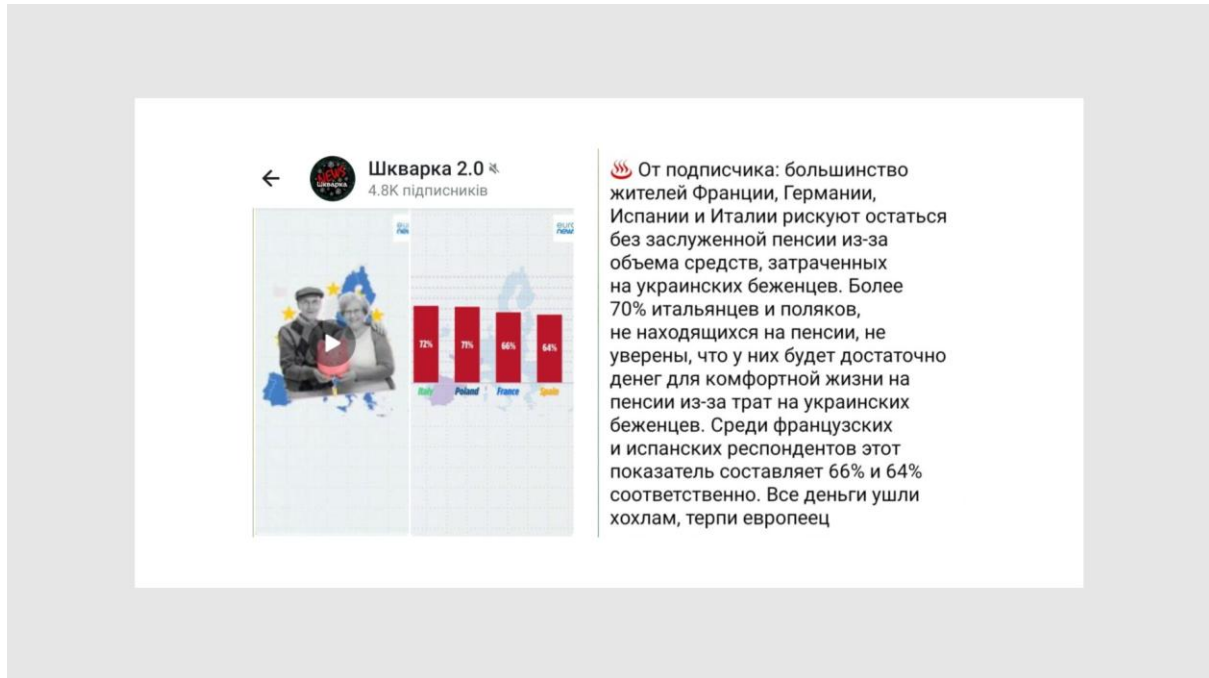 Шкварка 2.0
4.8K підписників
NEWS
Шкварка
euro
news
72%
71%
66%
64%
Italy
Poland
France
Spain
От подписчика: большинство
жителей Франции, Германии,
Испании и Италии рискуют остаться
без заслуженной пенсии из-за
объема средств, затраченных
на украинских беженцев. Более
70% итальянцев и поляков,
не находящихся на пенсии, не
уверены, что у них будет достаточно
денег для комфортной жизни на
пенсии из-за трат на украинских
беженцев. Среди французских
и испанских респондентов этот
показатель составляет 66% и 64%
соответственно. Все деньги ушли
хохлам, терпи европеец